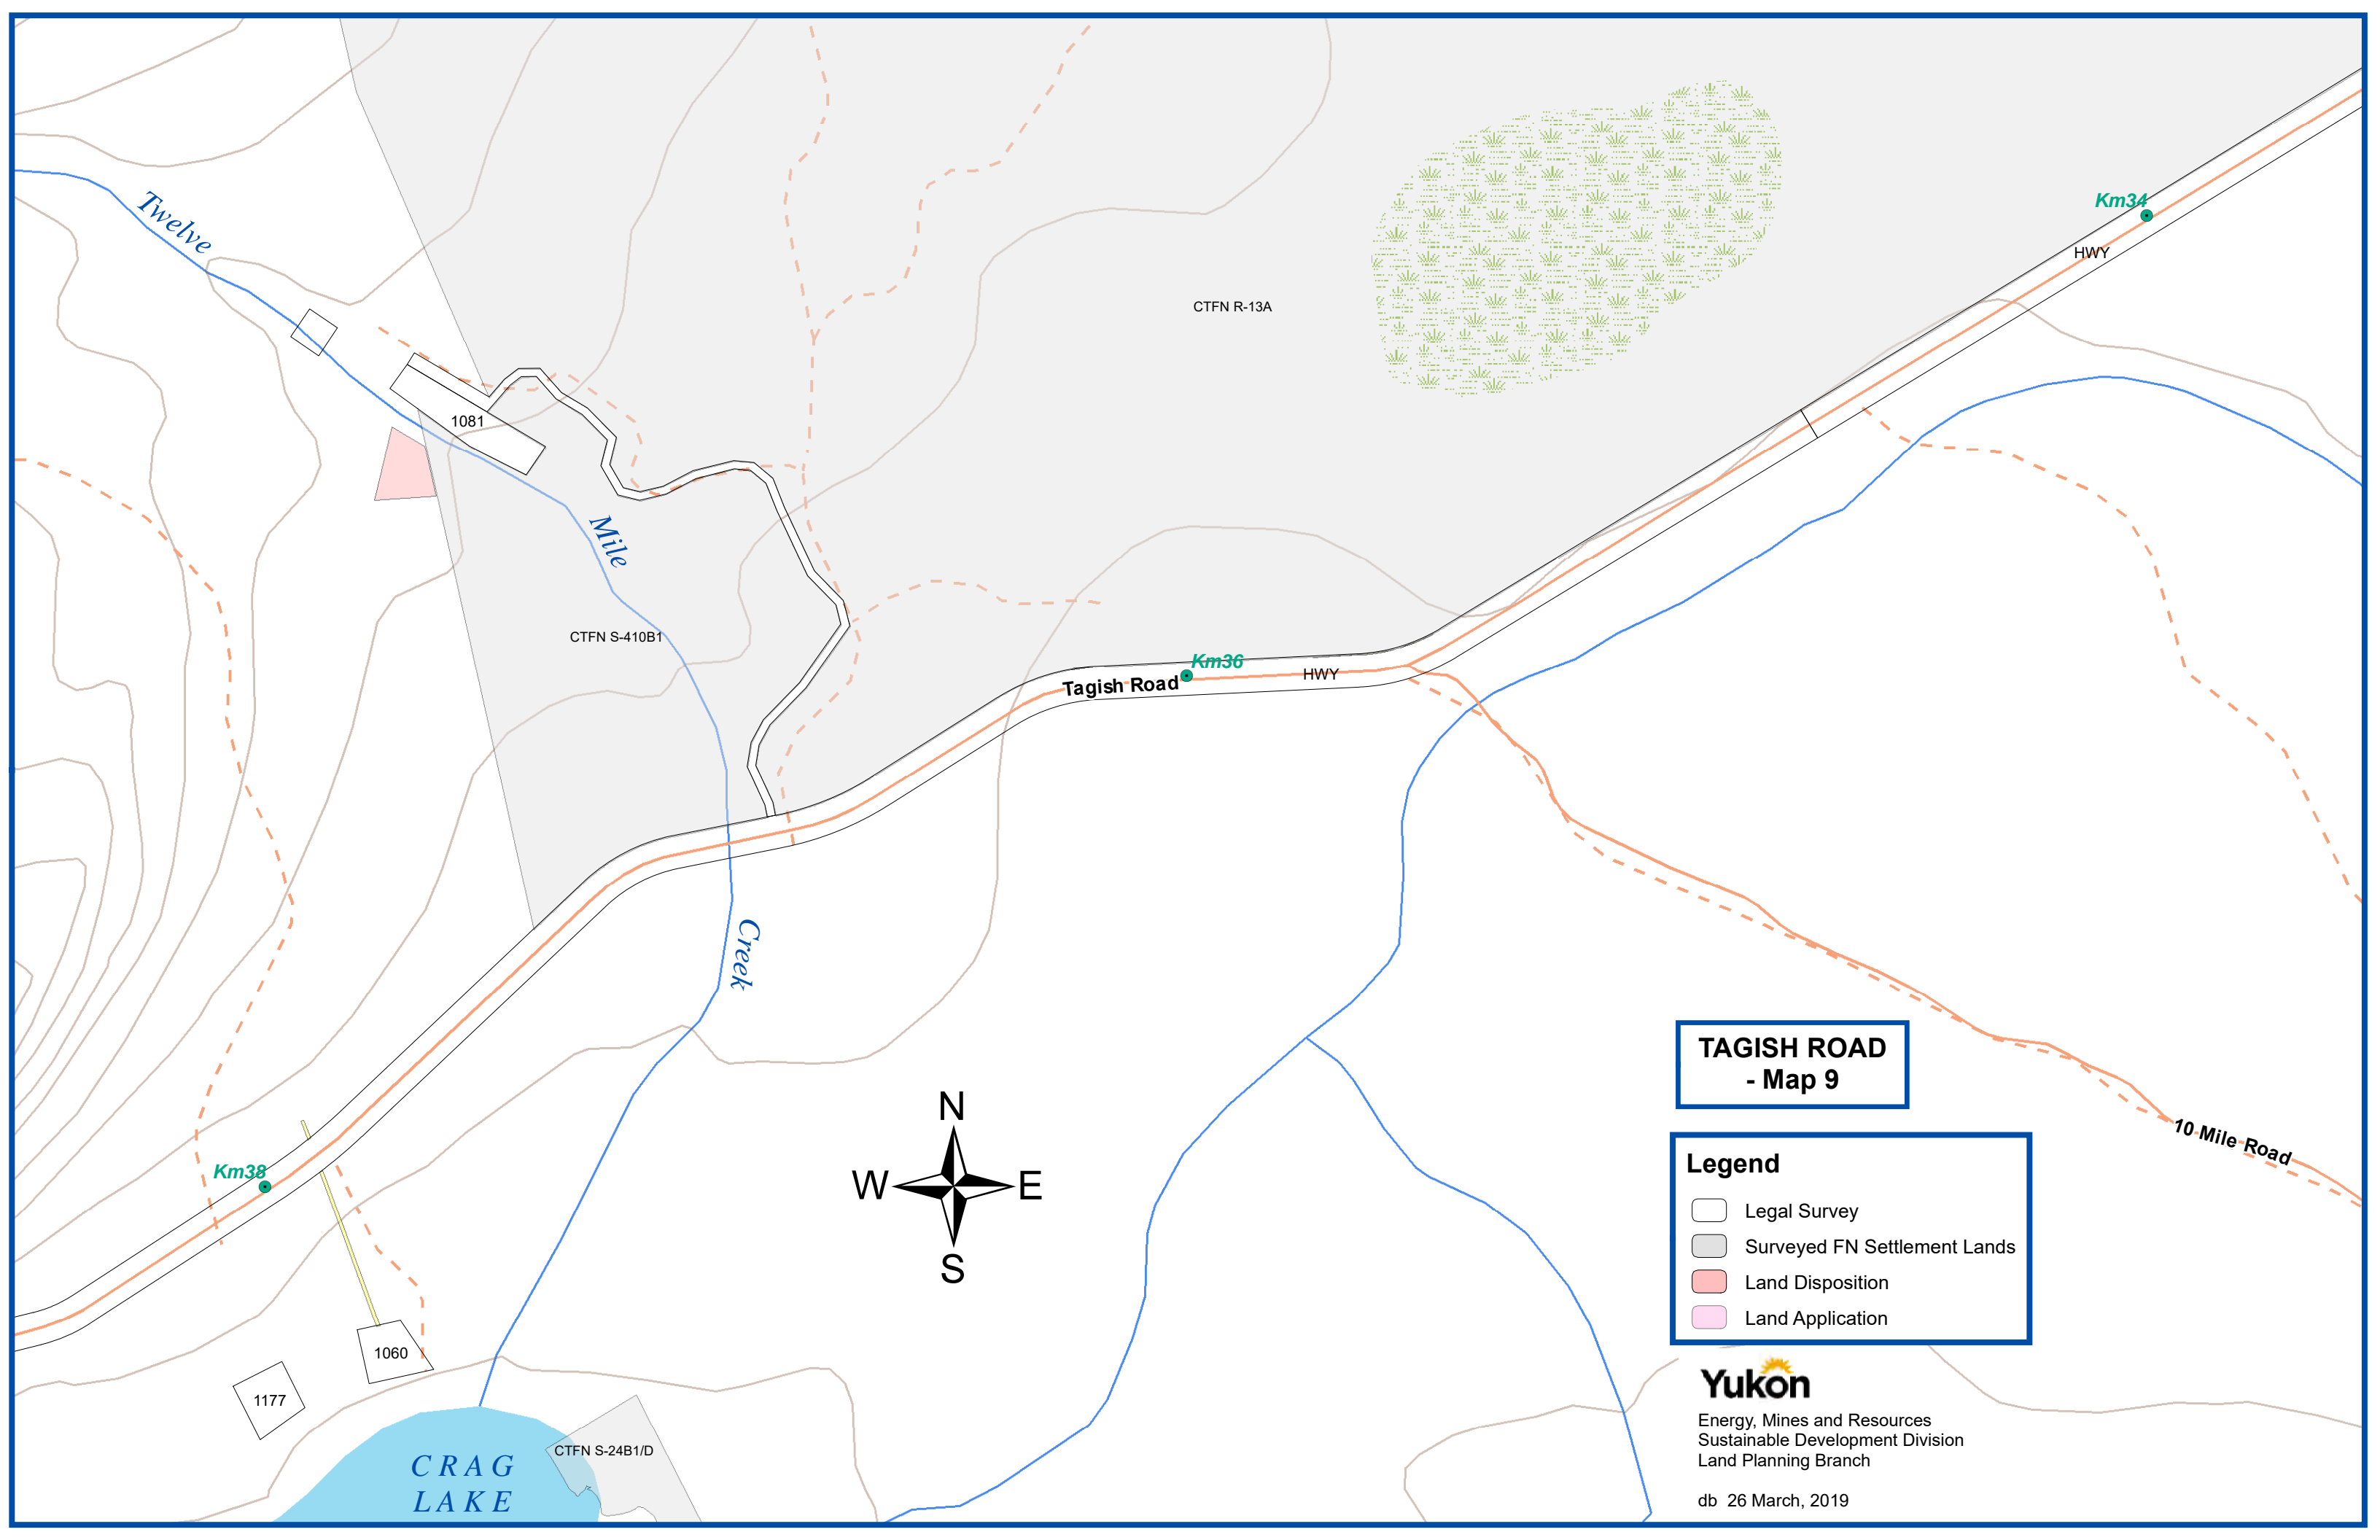 Twelve
Km34
HWY
CTFN R-13A
1081
Mile
CTFN S-410B1
Km36
Tagish Road
HWY
Creek
TAGISH ROAD
- Map 9
N
W
E
S
10 Mile Road
Km38
Legend
Legal Survey
Surveyed FN Settlement Lands
Land Disposition
Land Application
1060
1177
CTFN S-24B1/D
CRAG
LAKE
Yukon
Energy, Mines and Resources
Sustainable Development Division
Land Planning Branch
db 26 March, 2019